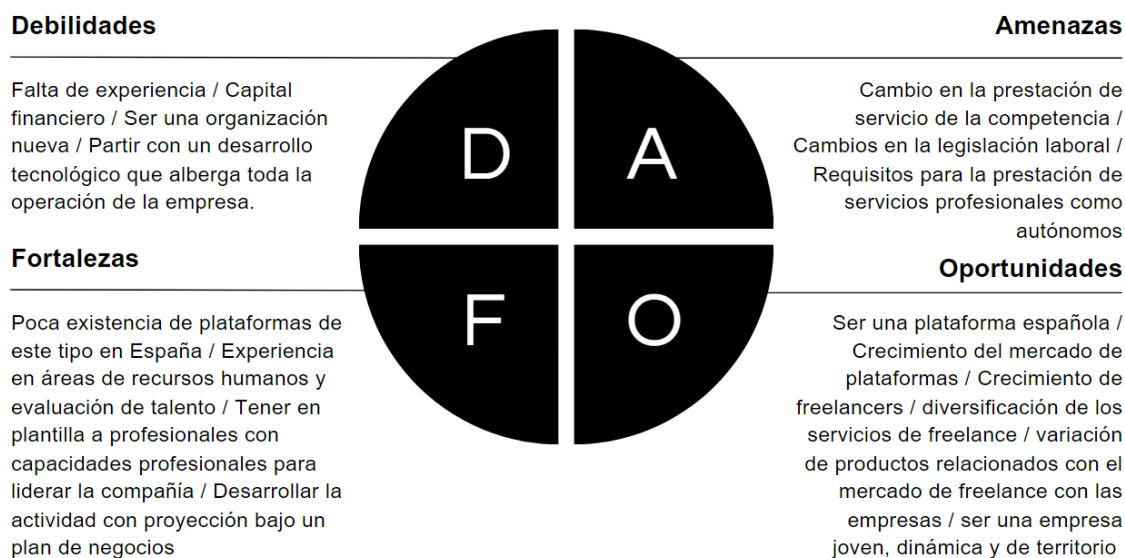 Debilidades
Falta de experiencia / Capital
financiero / Ser una organización
nueva / Partir con un desarrollo
tecnológico que alberga toda la
operación de la empresa.
D
A
Amenazas
Cambio en la prestación de
servicio de la competencia /
Cambios en la legislación laboral /
Requisitos para la prestación de
servicios profesionales como
autónomos
Fortalezas
Poca existencia de plataformas de
este tipo en España / Experiencia
en áreas de recursos humanos y
evaluación de talento / Tener en
plantilla a profesionales con
capacidades profesionales para
liderar la compañía / Desarrollar la
actividad con proyección bajo un
plan de negocios
F
O
Oportunidades
Ser una plataforma española /
Crecimiento del mercado de
plataformas / Crecimiento de
freelancers / diversificación de los
servicios de freelance / variación
de productos relacionados con el
mercado de freelance con las
empresas / ser una empresa
joven, dinámica y de territorio